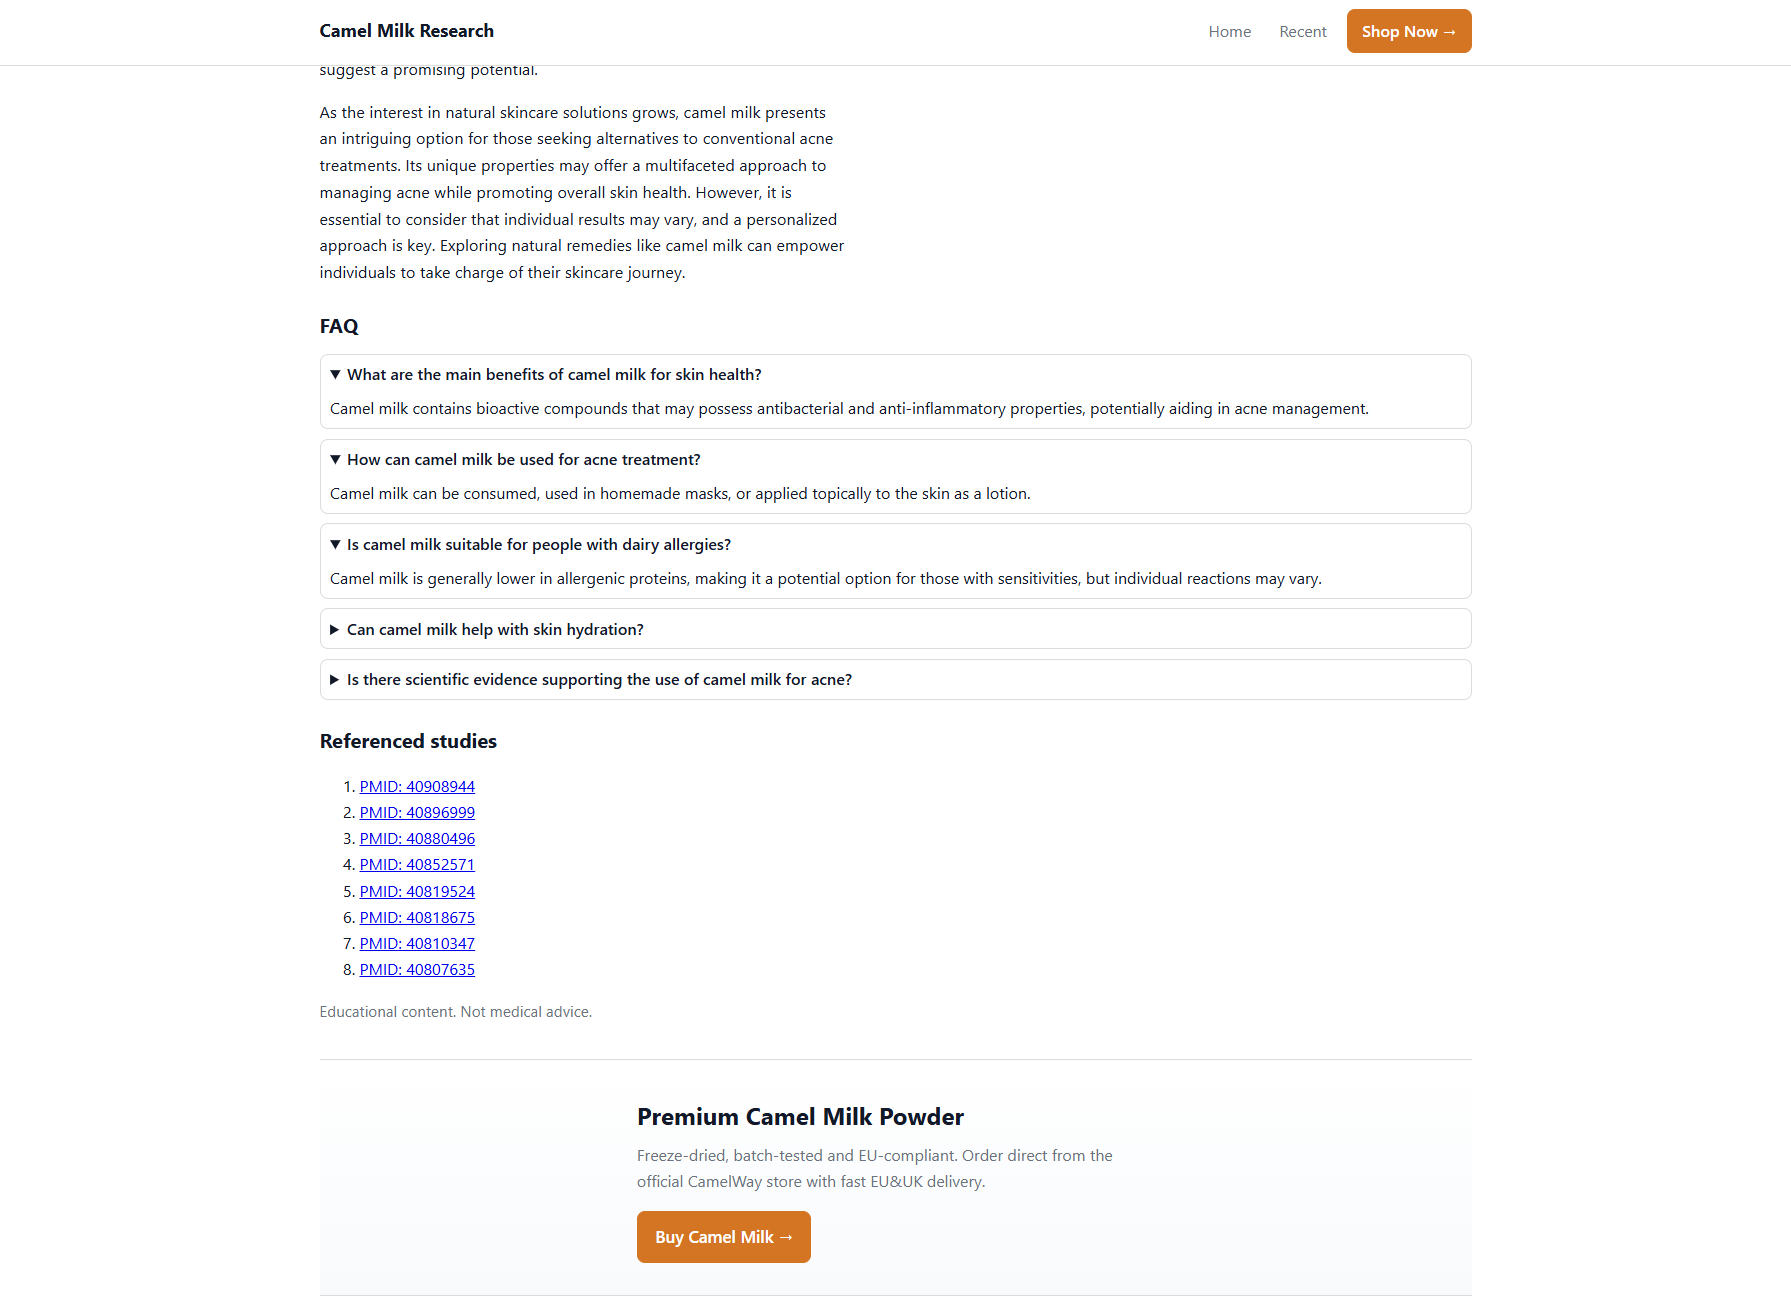 Camel Milk Research
Home
Recent
Shop Now →
suggest a promising potential.
As the interest in natural skincare solutions grows, camel milk presents
an intriguing option for those seeking alternatives to conventional acne
treatments. Its unique properties may offer a multifaceted approach to
managing acne while promoting overall skin health. However, it is
essential to consider that individual results may vary, and a personalized
approach is key. Exploring natural remedies like camel milk can empower
individuals to take charge of their skincare journey.
FAQ
▼ What are the main benefits of camel milk for skin health?
Camel milk contains bioactive compounds that may possess antibacterial and anti-inflammatory properties, potentially aiding in acne management.
▼ How can camel milk be used for acne treatment?
Camel milk can be consumed, used in homemade masks, or applied topically to the skin as a lotion.
▼ Is camel milk suitable for people with dairy allergies?
Camel milk is generally lower in allergenic proteins, making it a potential option for those with sensitivities, but individual reactions may vary.
▶ Can camel milk help with skin hydration?
▶ Is there scientific evidence supporting the use of camel milk for acne?
Referenced studies
1. PMID: 40908944
2. PMID: 40896999
3. PMID: 40880496
4. PMID: 40852571
5. PMID: 40819524
6. PMID: 40818675
7. PMID: 40810347
8. PMID: 40807635
Educational content. Not medical advice.
Premium Camel Milk Powder
Freeze-dried, batch-tested and EU-compliant. Order direct from the
official CamelWay store with fast EU&UK delivery.
Buy Camel Milk →